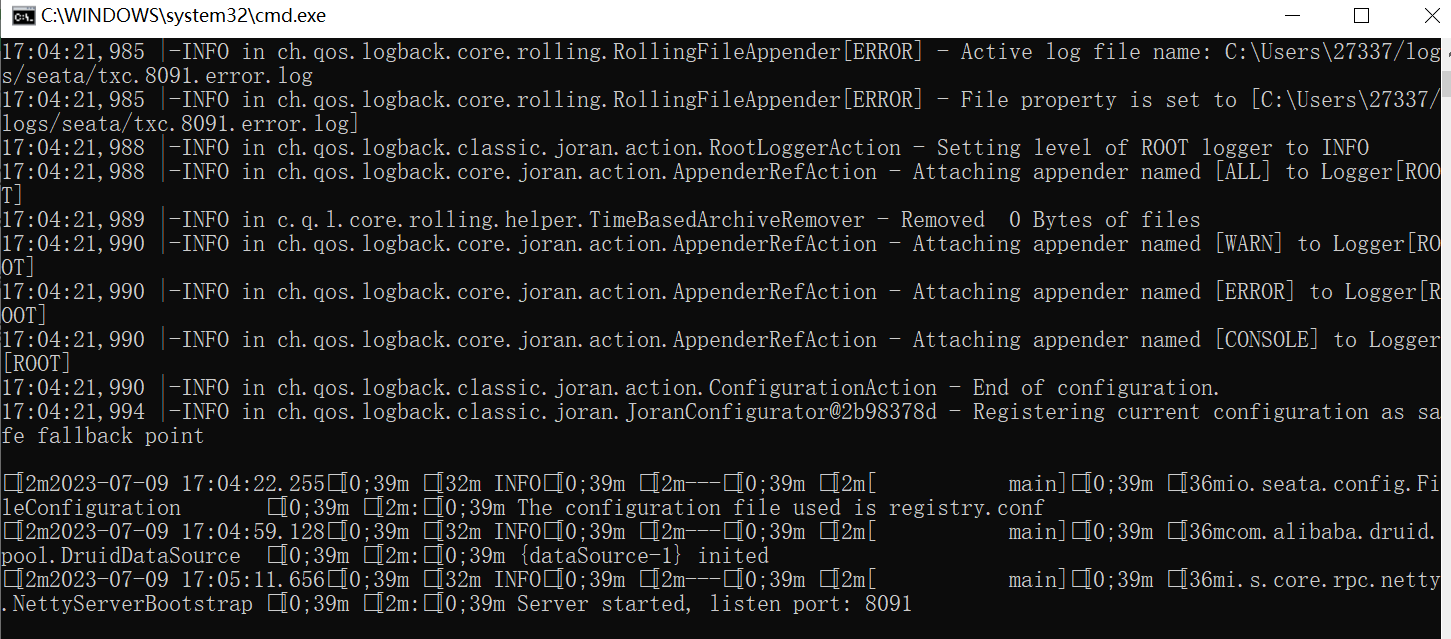 C:\WINDOWS\system32\cmd.exe
17:04:21,985 |-INFO in ch.qos.logback.core.rolling.RollingFileAppender[ERROR] - Active log file name: C:\Users\27337/log
s/seata/txc.8091.error.log
17:04:21,985 |-INFO in ch.qos.logback.core.rolling.RollingFileAppender[ERROR] - File property is set to [C:\Users\27337/
logs/seata/txc.8091.error.log]
17:04:21,988 |-INFO in ch.qos.logback.classic.joran.action.RootLoggerAction - Setting level of ROOT logger to INFO
17:04:21,988 |-INFO in ch.qos.logback.core.joran.action.AppenderRefAction - Attaching appender named [ALL] to Logger[ROO
T]
17:04:21,989 |-INFO in c.q.l.core.rolling.helper.TimeBasedArchiveRemover - Removed  0 Bytes of files
17:04:21,990 |-INFO in ch.qos.logback.core.joran.action.AppenderRefAction - Attaching appender named [WARN] to Logger[RO
OT]
17:04:21,990 |-INFO in ch.qos.logback.core.joran.action.AppenderRefAction - Attaching appender named [ERROR] to Logger[R
OOT]
17:04:21,990 |-INFO in ch.qos.logback.core.joran.action.AppenderRefAction - Attaching appender named [CONSOLE] to Logger
[ROOT]
17:04:21,990 |-INFO in ch.qos.logback.classic.joran.action.ConfigurationAction - End of configuration.
17:04:21,994 |-INFO in ch.qos.logback.classic.joran.JoranConfigurator@2b98378d - Registering current configuration as sa
fe fallback point
□[2m2023-07-09 17:04:22.255□[0;39m □[32m INFO□[0;39m □[2m---□[0;39m □[2m[           main]□[0;39m □[36mio.seata.config.Fi
leConfiguration       □[0;39m □[2m:□[0;39m The configuration file used is registry.conf
□[2m2023-07-09 17:04:59.128□[0;39m □[32m INFO□[0;39m □[2m---□[0;39m □[2m[           main]□[0;39m □[36mcom.alibaba.druid.
pool.DruidDataSource  □[0;39m □[2m:□[0;39m {dataSource-1} inited
□[2m2023-07-09 17:05:11.656□[0;39m □[32m INFO□[0;39m □[2m---□[0;39m □[2m[           main]□[0;39m □[36mi.s.core.rpc.netty
.NettyServerBootstrap □[0;39m □[2m:□[0;39m Server started, listen port: 8091